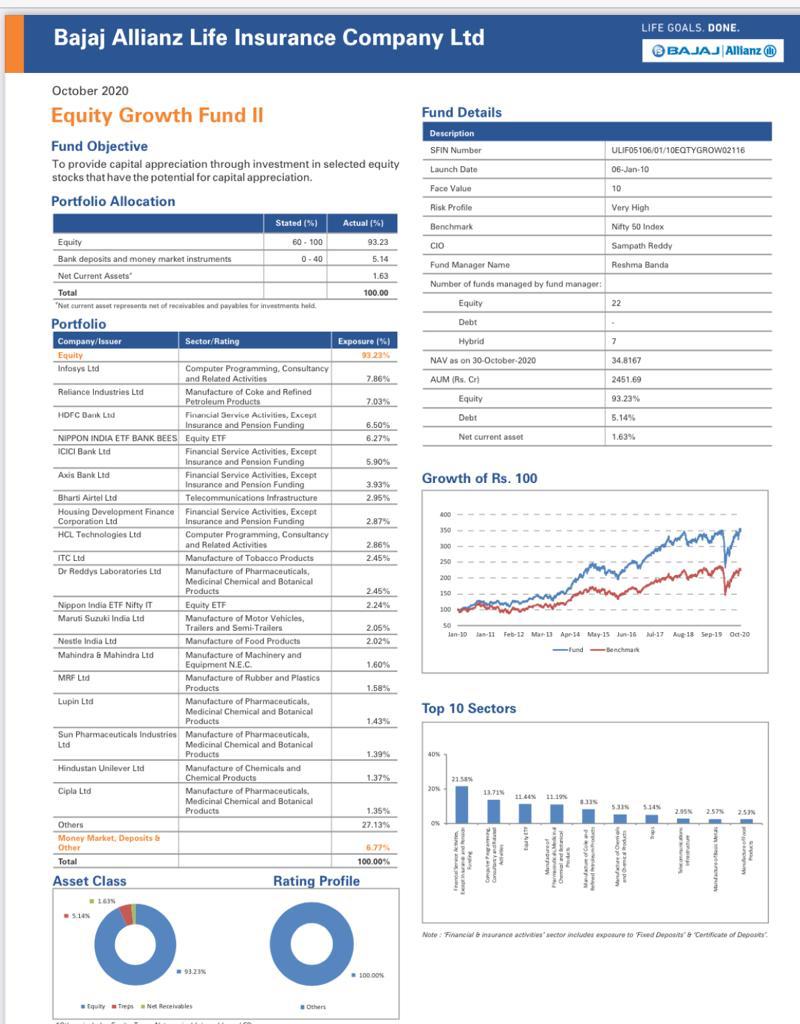 Bajaj Allianz Life Insurance Company Ltd
LIFE GOALS. DONE.
BAJAJ Allianz
October 2020
Equity Growth Fund II
Fund Objective
To provide capital appreciation through investment in selected equity
stocks that have the potential for capital appreciation.
Portfolio Allocation
Stated (%) Actual (%)
Equity 60 - 100 93.23
Bank deposits and money market instruments 0 - 40 5.14
Net Current Assets# 1.63
Total 100.00
#Net current asset represents net of receivables and payables for investments held.
Portfolio
Company/Issuer Sector/Rating Exposure (%)
Equity 93.23%
Infosys Ltd Computer Programming, Consultancy
and Related Activities 7.86%
Reliance Industries Ltd Manufacture of Coke and Refined
Petroleum Products 7.03%
HDFC Bank Ltd Financial Service Activities, Except
Insurance and Pension Funding 6.50%
NIPPON INDIA ETF BANK BEES Equity ETF 6.27%
ICICI Bank Ltd Financial Service Activities, Except
Insurance and Pension Funding 5.90%
Axis Bank Ltd Financial Service Activities, Except
Insurance and Pension Funding 3.93%
Bharti Airtel Ltd Telecommunications Infrastructure 2.95%
Housing Development Finance Financial Service Activities, Except
Corporation Ltd Insurance and Pension Funding 2.87%
HCL Technologies Ltd Computer Programming, Consultancy
and Related Activities 2.86%
ITC Ltd Manufacture of Tobacco Products 2.45%
Dr Reddys Laboratories Ltd Manufacture of Pharmaceuticals,
Medicinal Chemical and Botanical
Products 2.45%
Nippon India ETF Nifty IT Equity ETF 2.24%
Maruti Suzuki India Ltd Manufacture of Motor Vehicles,
Trailers and Semi-Trailers 2.05%
Nestle India Ltd Manufacture of Food Products 2.02%
Mahindra & Mahindra Ltd Manufacture of Machinery and
Equipment N.E.C. 1.60%
MRF Ltd Manufacture of Rubber and Plastics
Products 1.58%
Lupin Ltd Manufacture of Pharmaceuticals,
Medicinal Chemical and Botanical
Products 1.43%
Sun Pharmaceuticals Industries Manufacture of Pharmaceuticals,
Ltd Medicinal Chemical and Botanical
Products 1.39%
Hindustan Unilever Ltd Manufacture of Chemicals and
Chemical Products 1.37%
Cipla Ltd Manufacture of Pharmaceuticals,
Medicinal Chemical and Botanical
Products 1.35%
Others 27.13%
Money Market, Deposits &
Other 6.77%
Total 100.00%
Asset Class
1.63%
5.14%
93.23%
Equity Treps Net Receivables
Rating Profile
100.00%
Others
Fund Details
Description
SFIN Number ULIF05106/01/10EQTYGROW02116
Launch Date 06-Jan-10
Face Value 10
Risk Profile Very High
Benchmark Nifty 50 Index
CIO Sampath Reddy
Fund Manager Name Reshma Banda
Number of funds managed by fund manager:
Equity 22
Debt -
Hybrid 7
NAV as on 30-October-2020 34.8167
AUM (Rs. Cr) 2451.69
Equity 93.23%
Debt 5.14%
Net current asset 1.63%
Growth of Rs. 100
400
350
300
250
200
150
100
50
Jan-10 Jan-11 Feb-12 Mar-13 Apr-14 May-15 Jun-16 Jul-17 Aug-18 Sep-19 Oct-20
Fund Benchmark
Top 10 Sectors
40%
20%
0%
21.58% 13.71% 11.44% 11.19% 8.33% 5.33% 5.14% 2.95% 2.57% 2.53%
Financial Service Activities,
Except Insurance and Pension
Funding
Computer Programming,
Consultancy and Related
Activities
Equity ETF
Manufacture of
Pharmaceuticals,Medicinal
Chemical and Botanical
Products
Manufacture of Coke and
Refined Petroleum Products
Manufacture of Chemicals
and Chemical Products
Treps
Telecommunications
Infrastructure
Manufacture of Basic Metals
Manufacture of Food
Products
Note : 'Financial & insurance activities' sector includes exposure to 'Fixed Deposits' & 'Certificate of Deposits'.